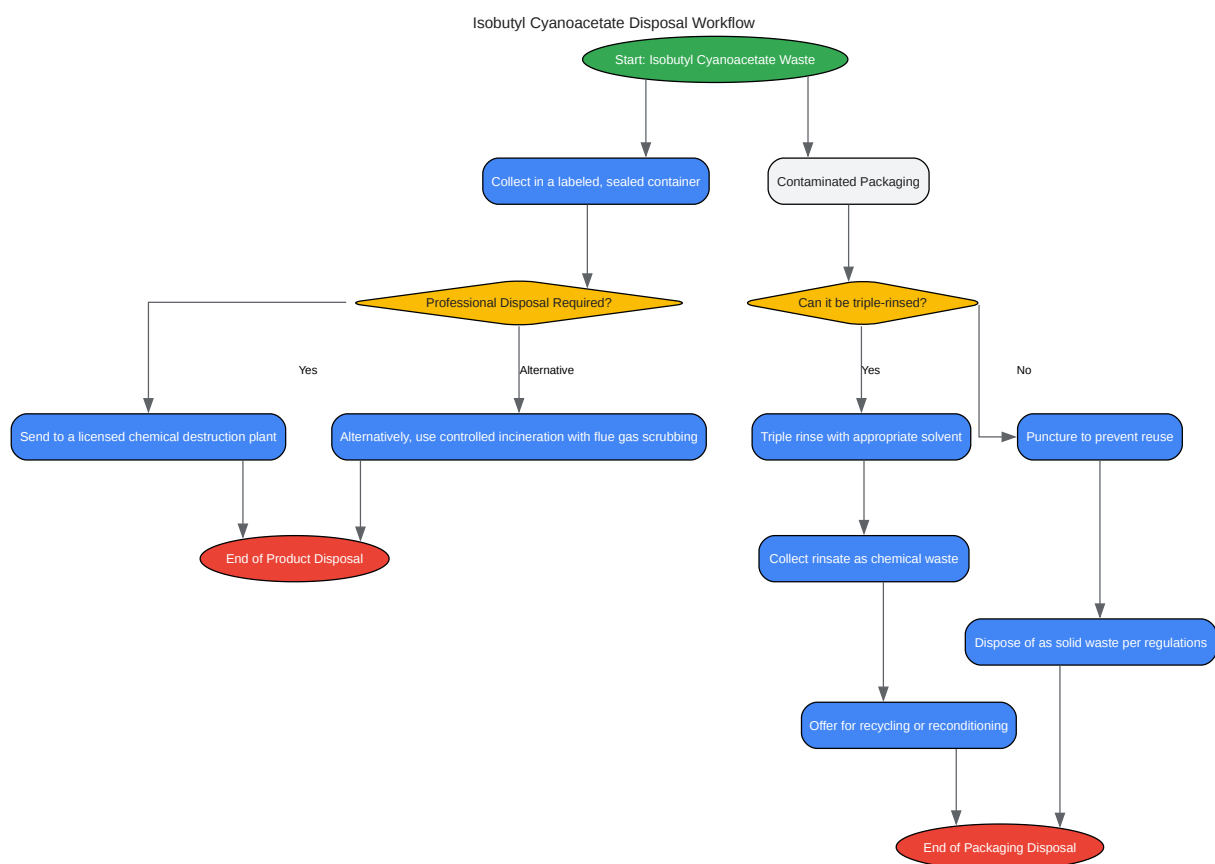 Isobutyl Cyanoacetate Disposal Workflow
Start: Isobutyl Cyanoacetate Waste
Collect in a labeled, sealed container
Contaminated Packaging
Professional Disposal Required?
Can it be triple-rinsed?
Yes
Alternative
Yes
No
Send to a licensed chemical destruction plant
Alternatively, use controlled incineration with flue gas scrubbing
Triple rinse with appropriate solvent
Puncture to prevent reuse
End of Product Disposal
Collect rinsate as chemical waste
Dispose of as solid waste per regulations
Offer for recycling or reconditioning
End of Packaging Disposal